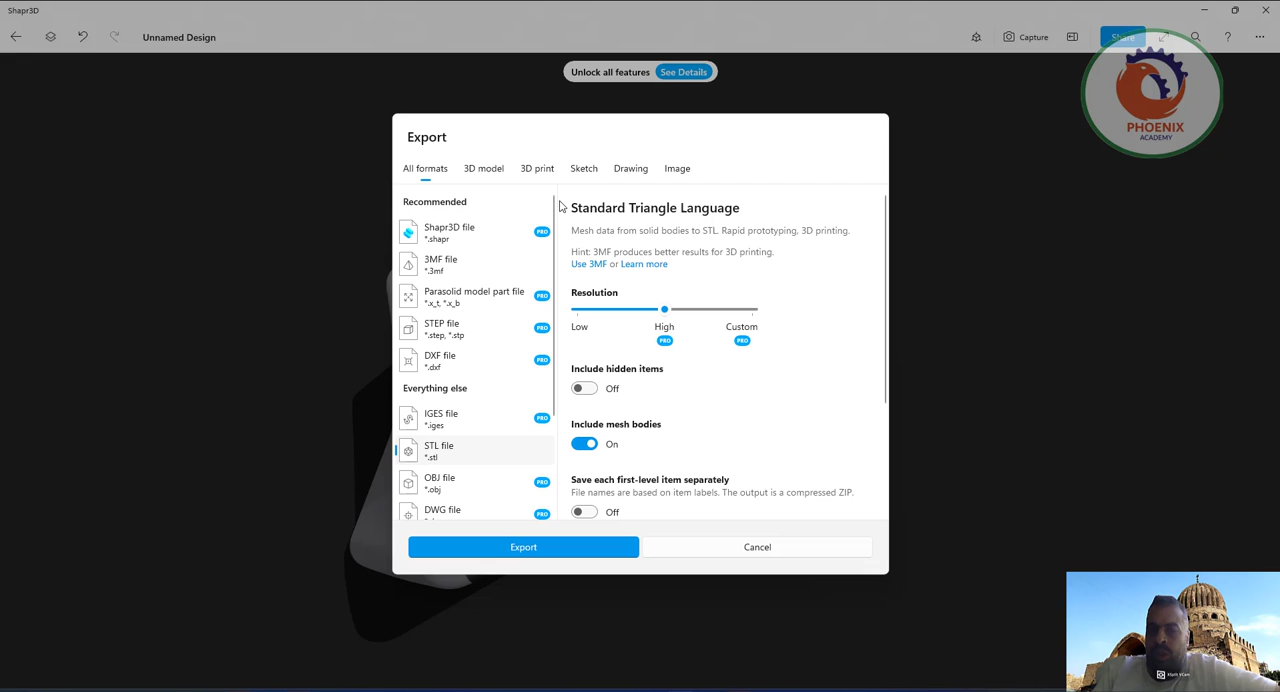 Shapr3D
Unnamed Design
Capture
Share
Unlock all features See Details
PHOENIX
ACADEMY
Export
All formats 3D model 3D print Sketch Drawing Image
Recommended
Shapr3D file
*.shapr
PRO
3MF file
*.3mf
Parasolid model part file
*.x_t, *.x_b
PRO
STEP file
*.step, *.stp
PRO
DXF file
*.dxf
PRO
Everything else
IGES file
*.iges
PRO
STL file
*.stl
OBJ file
*.obj
PRO
DWG file
PRO
Standard Triangle Language
Mesh data from solid bodies to STL. Rapid prototyping, 3D printing.
Hint: 3MF produces better results for 3D printing.
Use 3MF or Learn more
Resolution
Low High Custom
PRO PRO
Include hidden items
Off
Include mesh bodies
On
Save each first-level item separately
File names are based on item labels. The output is a compressed ZIP.
Off
Export Cancel